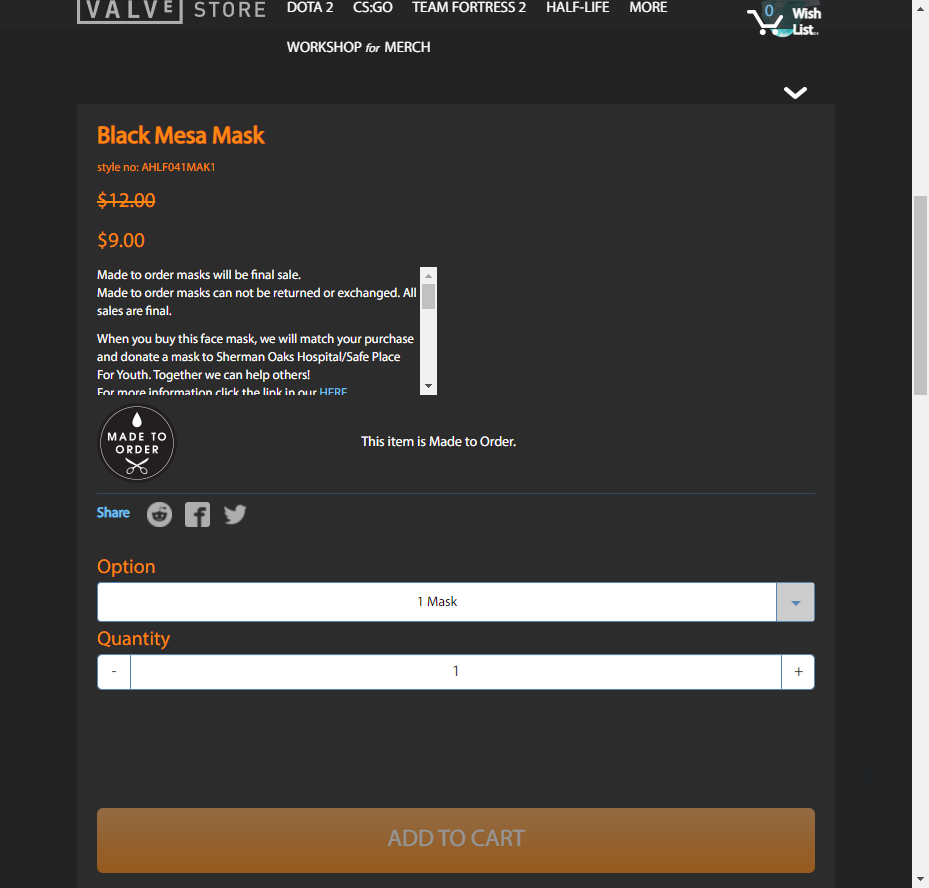 VALVE STORE
DOTA 2 CS:GO TEAM FORTRESS 2 HALF-LIFE MORE
0 Wish
List
WORKSHOP for MERCH
Black Mesa Mask
style no: AHLF041MAK1
$12.00
$9.00
Made to order masks will be final sale.
Made to order masks can not be returned or exchanged. All
sales are final.
When you buy this face mask, we will match your purchase
and donate a mask to Sherman Oaks Hospital/Safe Place
For Youth. Together we can help others!
For more information click the link in our HERE
MADE TO
ORDER
This item is Made to Order.
Share
Option
1 Mask
Quantity
- 1 +
ADD TO CART